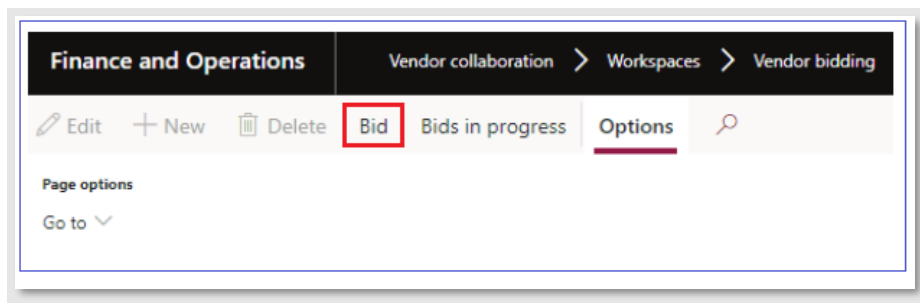 Finance and Operations Vendor collaboration > Workspaces > Vendor bidding
Edit New Delete Bid Bids in progress Options
Page options
Go to